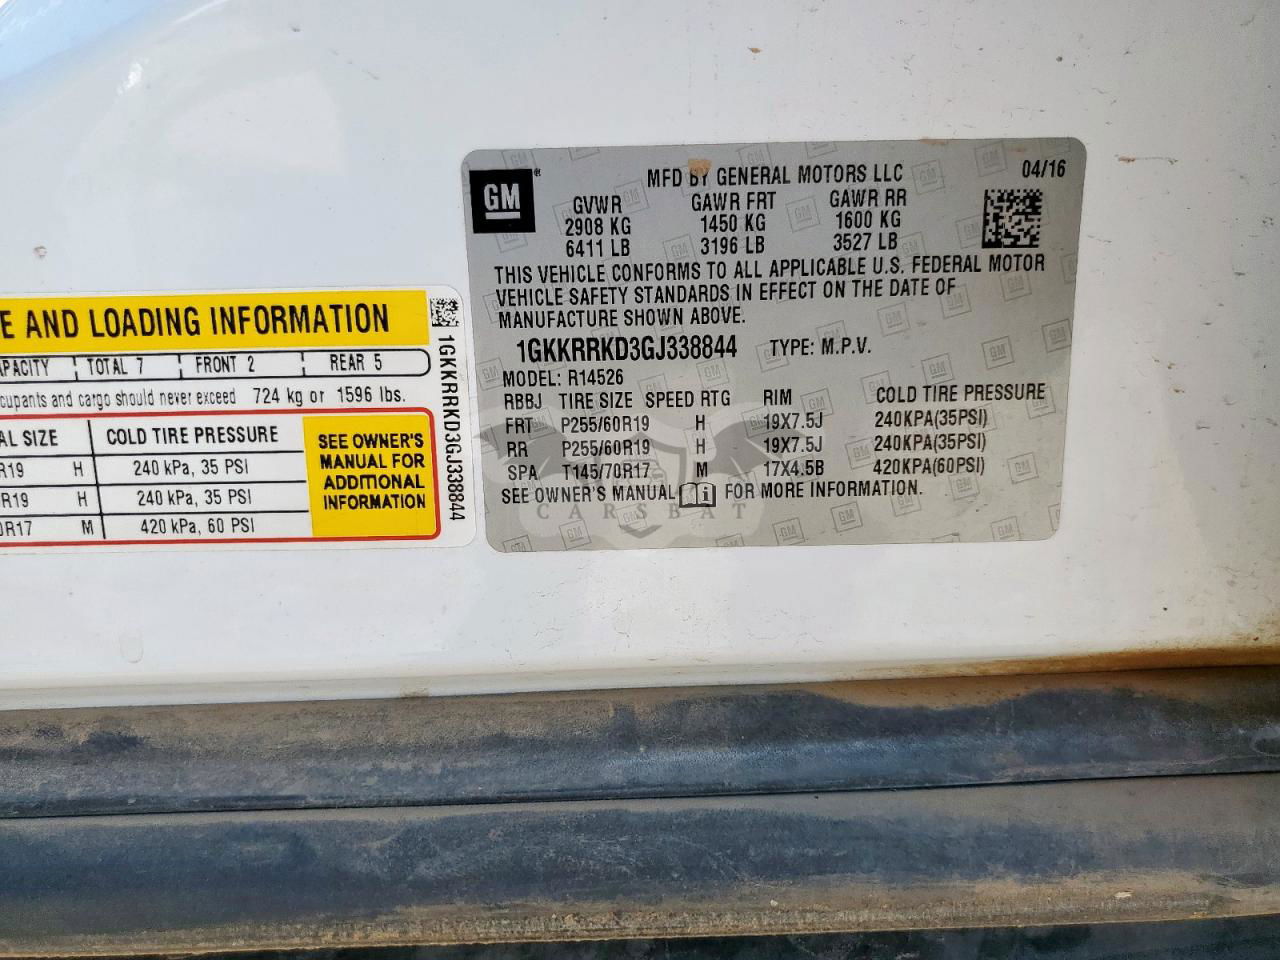 E AND LOADING INFORMATION
APACITY TOTAL 7 FRONT 2 REAR 5
cupants and cargo should never exceed 724 kg or 1596 lbs.
AL SIZE COLD TIRE PRESSURE
R19 H 240 kPa, 35 PSI
R19 H 240 kPa, 35 PSI
0R17 M 420 kPa, 60 PSI
SEE OWNER'S
MANUAL FOR
ADDITIONAL
INFORMATION
1GKKRRKD3GJ338844
GM
MFD BY GENERAL MOTORS LLC 04/16
GVWR GAWR FRT GAWR RR
2908 KG 1450 KG 1600 KG
6411 LB 3196 LB 3527 LB
THIS VEHICLE CONFORMS TO ALL APPLICABLE U.S. FEDERAL MOTOR
VEHICLE SAFETY STANDARDS IN EFFECT ON THE DATE OF
MANUFACTURE SHOWN ABOVE.
1GKKRRKD3GJ338844 TYPE: M.P.V.
MODEL: R14526
RBBJ TIRE SIZE SPEED RTG RIM COLD TIRE PRESSURE
FRT P255/60R19 H 19X7.5J 240KPA(35PSI)
RR P255/60R19 H 19X7.5J 240KPA(35PSI)
SPA T145/70R17 M 17X4.5B 420KPA(60PSI)
SEE OWNER'S MANUAL FOR MORE INFORMATION.
CARSBAT